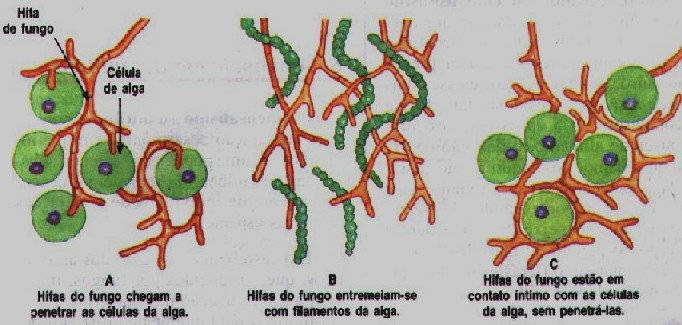 Hifa
de fungo
Célula
de alga
A
Hifas do fungo chegam a
penetrar as células da alga.
B
Hifas do fungo entremeiam-se
com filamentos da alga.
C
Hifas do fungo estão em
contato íntimo com as células
da alga, sem penetrá-las.